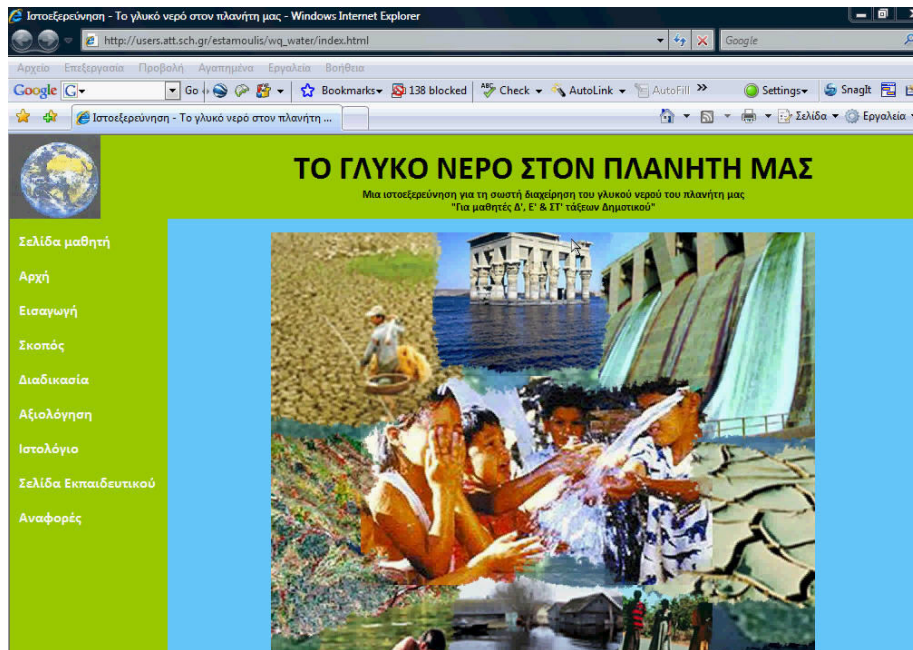 Ιστοεξερεύνηση - Το γλυκό νερό στον πλανήτη μας - Windows Internet Explorer
http://users.att.sch.gr/estamoulis/wq_water/index.html
Google
Αρχείο Επεξεργασία Προβολή Αγαπημένα Εργαλεία Βοήθεια
Google G Go Bookmarks 138 blocked ABC Check AutoLink AutoFill Settings SnagIt
Ιστοεξερεύνηση - Το γλυκό νερό στον πλανήτη ...
Σελίδα Εργαλεία
ΤΟ ΓΛΥΚΟ ΝΕΡΟ ΣΤΟΝ ΠΛΑΝΗΤΗ ΜΑΣ
Μια ιστοεξερεύνηση για τη σωστή διαχείρηση του γλυκού νερού του πλανήτη μας
"Για μαθητές Δ', Ε' & ΣΤ' τάξεων Δημοτικού"
Σελίδα μαθητή
Αρχή
Εισαγωγή
Σκοπός
Διαδικασία
Αξιολόγηση
Ιστολόγιο
Σελίδα Εκπαιδευτικού
Αναφορές